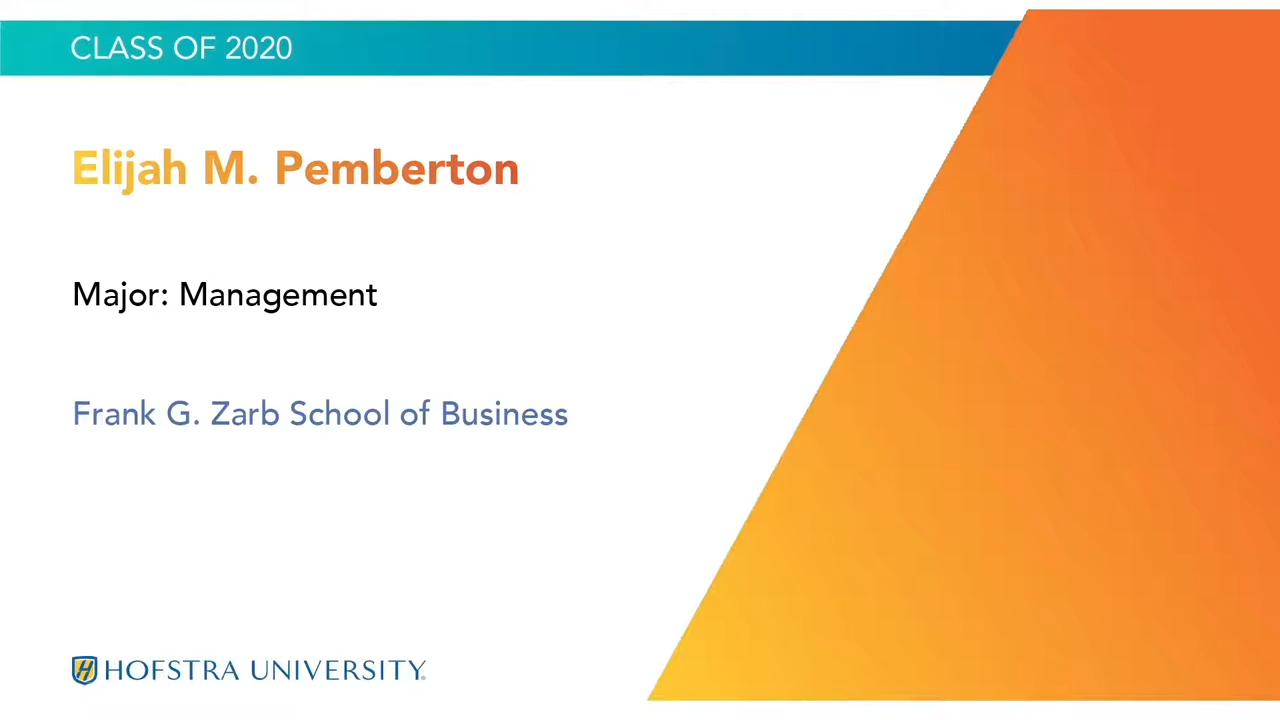 CLASS OF 2020
Elijah M. Pemberton
Major: Management
Frank G. Zarb School of Business
H HOFSTRA UNIVERSITY®